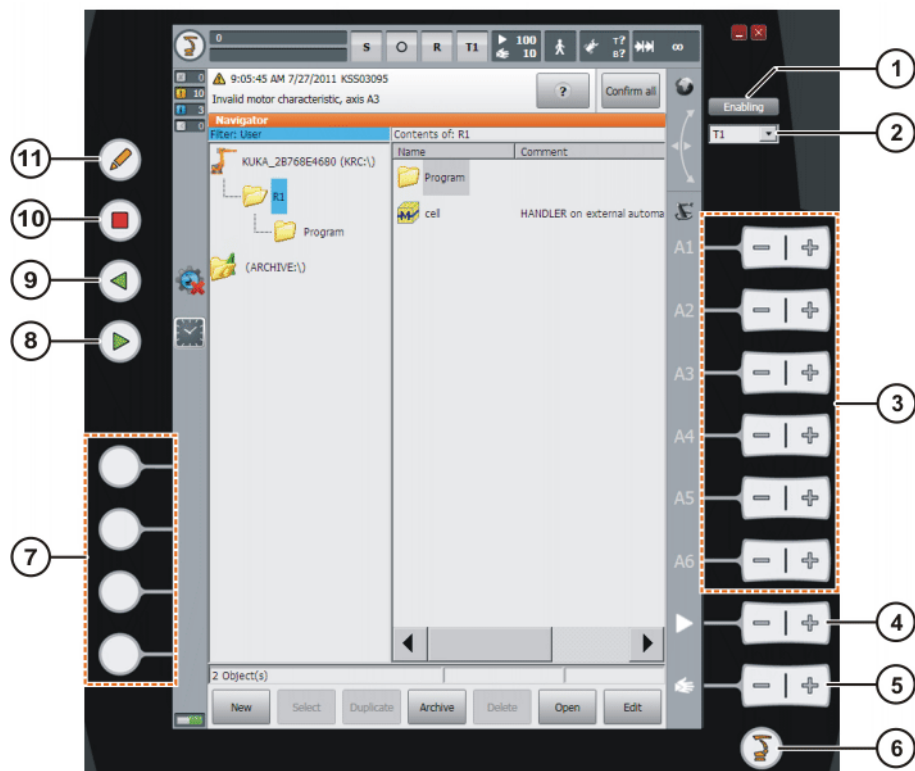 0
S O R T1 100 10 T? B? ∞
0
10
3
0
9:05:45 AM 7/27/2011 KSS03095
Invalid motor characteristic, axis A3
?
Confirm all
Navigator
Filter: User
Contents of: R1
Name Comment
KUKA_2B768E4680 (KRC:\)
R1
Program
(ARCHIVE:\)
Program
cell HANDLER on external automa
2 Object(s)
New Select Duplicate Archive Delete Open Edit
A1
A2
A3
A4
A5
A6
Enabling
T1
1
2
3
4
5
6
7
8
9
10
11